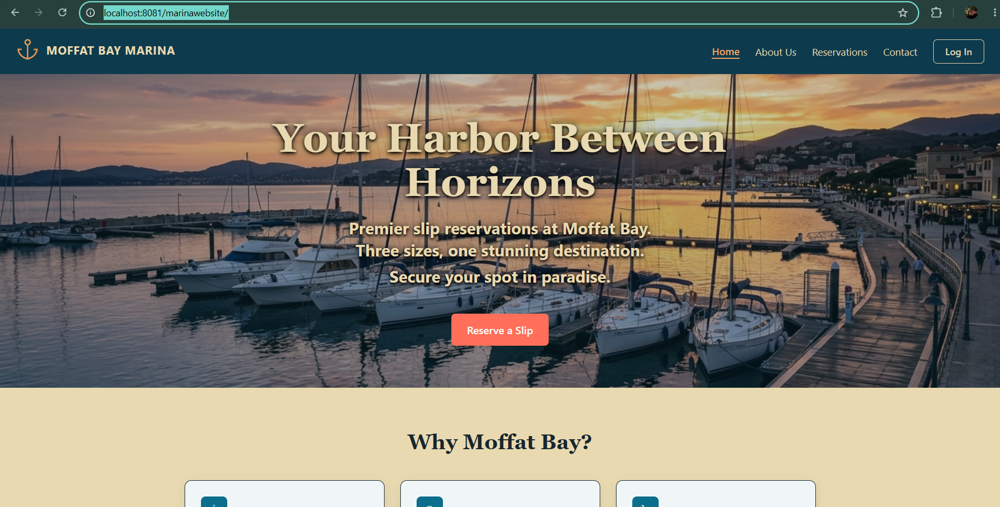 localhost:8081/marinawebsite/
MOFFAT BAY MARINA
Home
About Us
Reservations
Contact
Log In
Your Harbor Between
Horizons
Premier slip reservations at Moffat Bay.
Three sizes, one stunning destination.
Secure your spot in paradise.
Reserve a Slip
Why Moffat Bay?